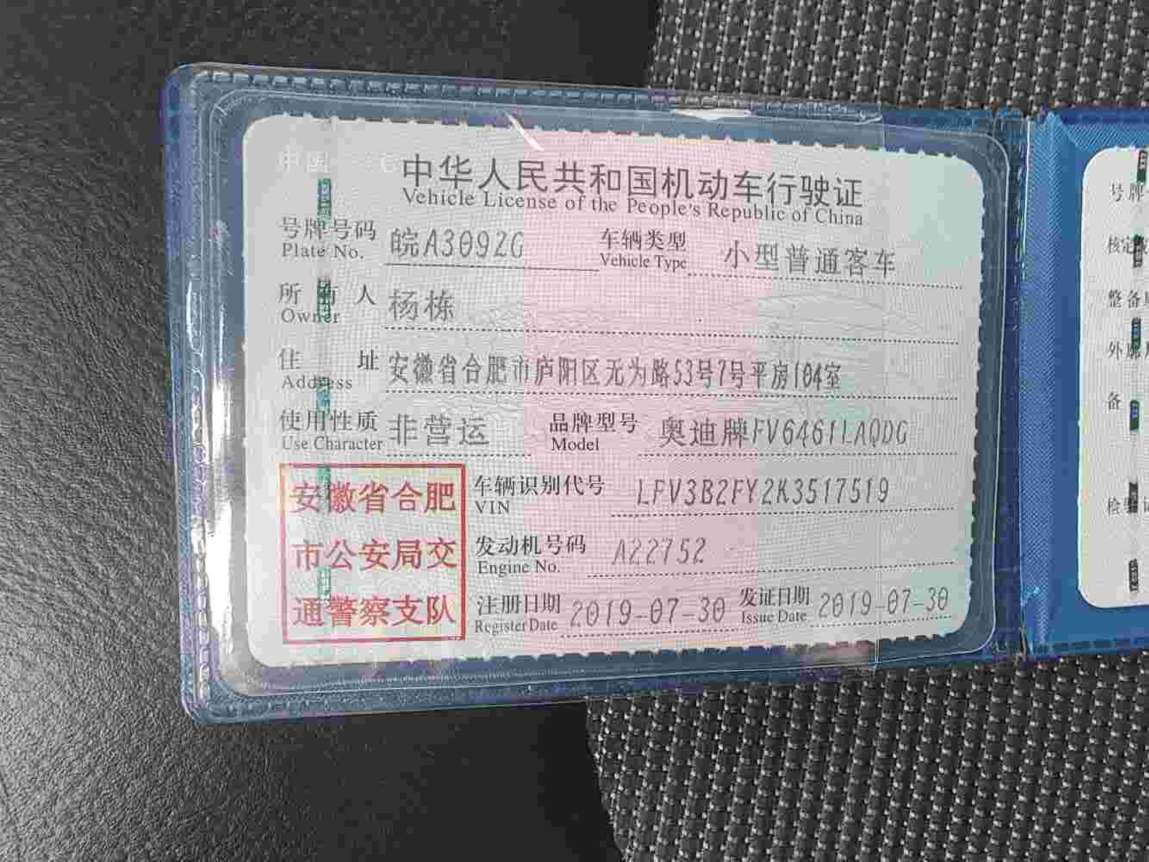 中华人民共和国机动车行驶证
Vehicle License of the People's Republic of China
号牌号码 皖A309ZG 车辆类型 小型普通客车
Plate No. Vehicle Type
所有人 杨栋
Owner
住址 安徽省合肥市庐阳区无为路53号7号平房104室
Address
使用性质 非营运 品牌型号 奥迪牌FV6461LAQDG
Use Character Model
安徽省合肥
市公安局交
通警察支队
车辆识别代号 LFV3B2FY2K3517519
VIN
发动机号码 A22752
Engine No.
注册日期 2019-07-30 发证日期 2019-07-30
Register Date Issue Date
号牌
核定
整备
外廓
备
检验